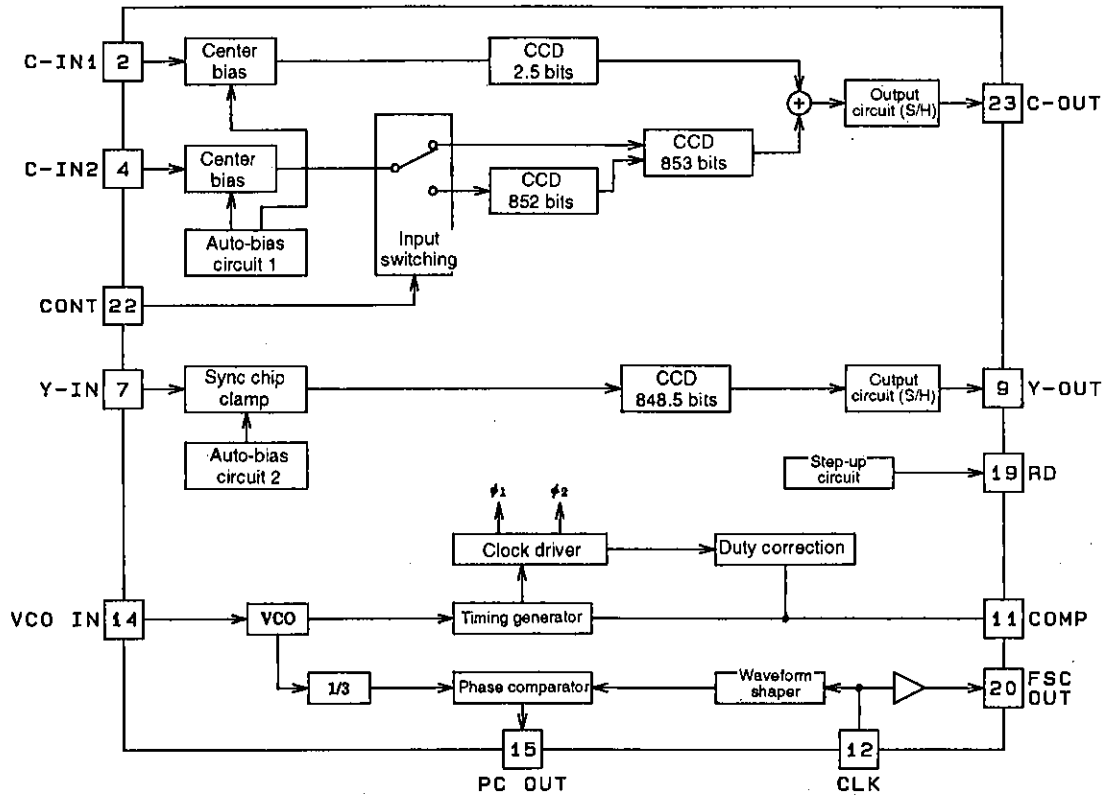 C-IN1
2
Center
bias
CCD
2.5 bits
+
Output
circuit (S/H)
23
C-OUT
C-IN2
4
Center
bias
CCD
853 bits
CCD
852 bits
Auto-bias
circuit 1
Input
switching
CONT
22
Y-IN
7
Sync chip
clamp
CCD
848.5 bits
Cutput
circuit (S/H)
9
Y-OUT
Auto-bias
circuit 2
Step-up
circuit
19
RD
ϕ1
ϕ2
Clock driver
Duty correction
VCO IN
14
VCO
Timing generator
11
COMP
1/3
Phase comparator
Waveform
shaper
20
FSC
OUT
15
12
PC OUT
CLK